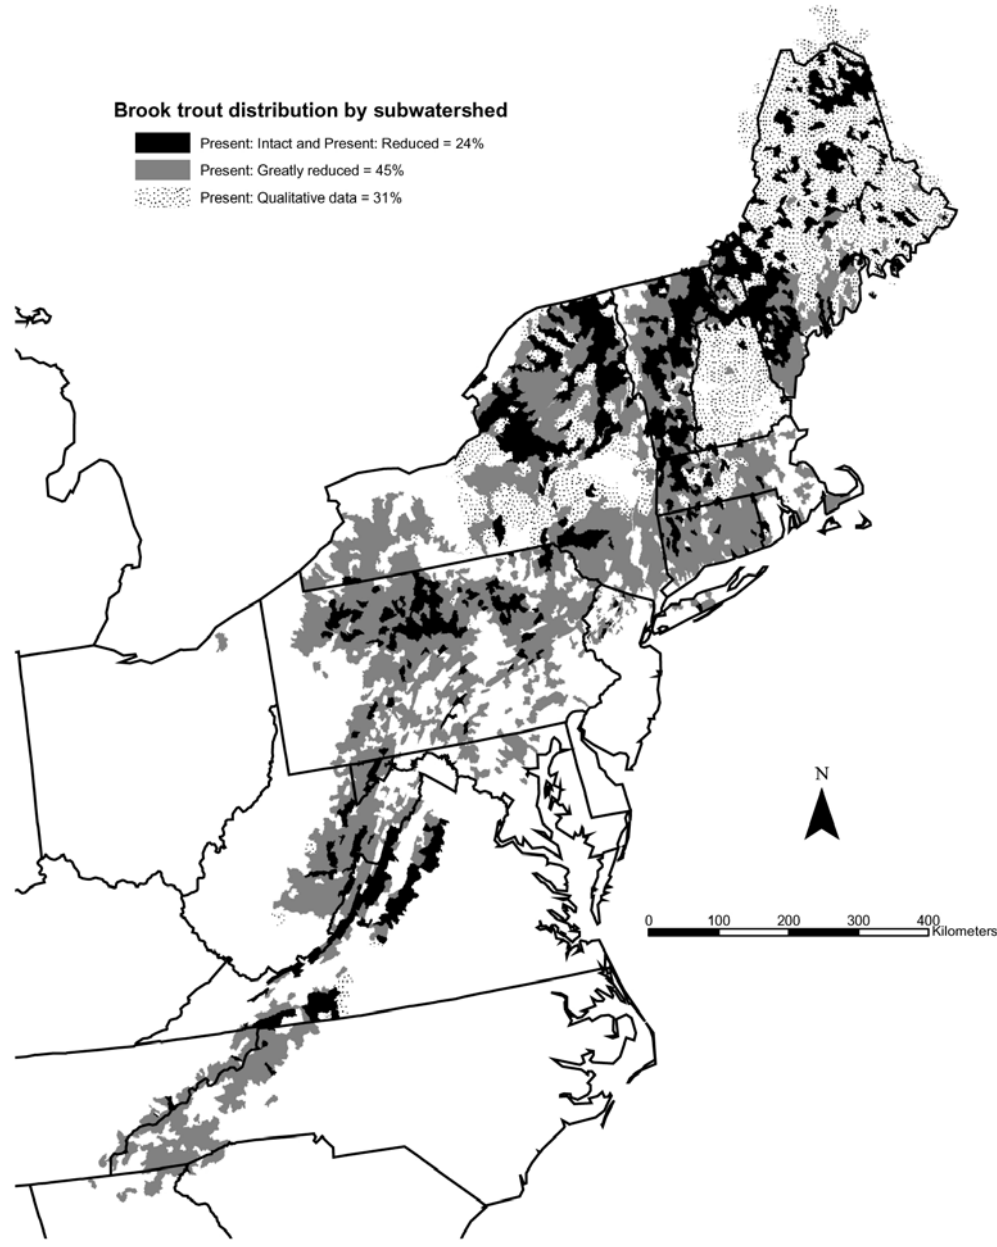 Brook trout distribution by subwatershed
Present: Intact and Present: Reduced = 24%
Present: Greatly reduced = 45%
Present: Qualitative data = 31%
N
0 100 200 300 400
Kilometers